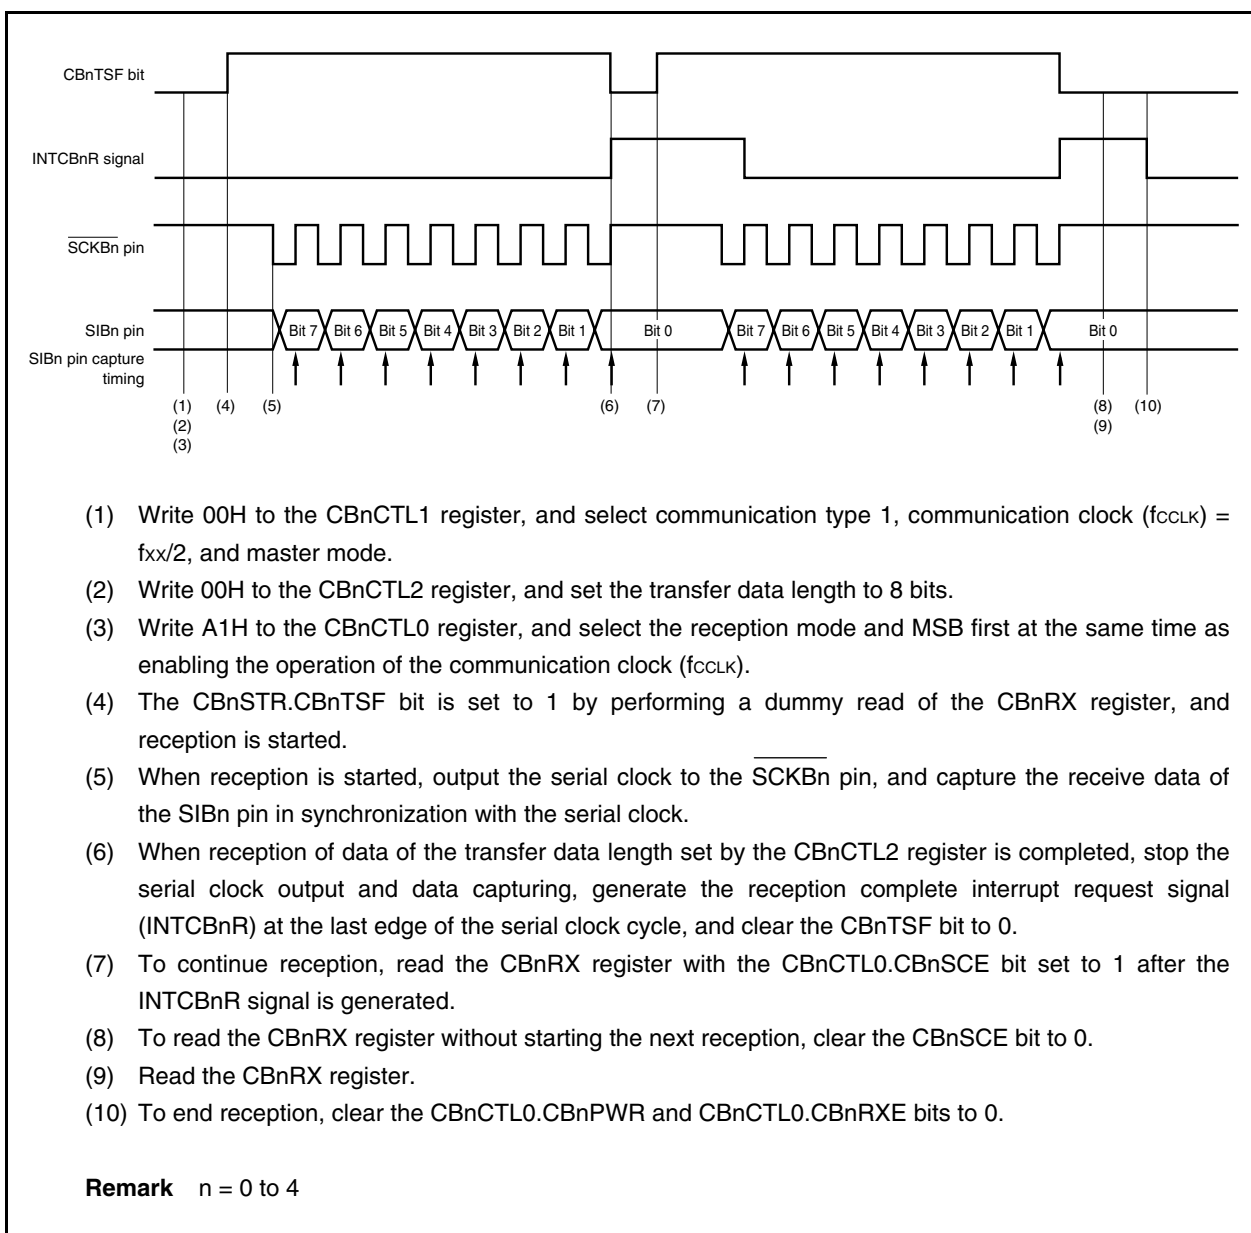 CBnTSF bit
INTCBnR signal
SCKBn pin
SIBn pin
Bit 7 Bit 6 Bit 5 Bit 4 Bit 3 Bit 2 Bit 1 Bit 0 Bit 7 Bit 6 Bit 5 Bit 4 Bit 3 Bit 2 Bit 1 Bit 0
SIBn pin capture
timing
(1) (4) (5) (6) (7) (8) (10)
(2) (9)
(3)
(1) Write 00H to the CBnCTL1 register, and select communication type 1, communication clock (fCCLK) =
fxx/2, and master mode.
(2) Write 00H to the CBnCTL2 register, and set the transfer data length to 8 bits.
(3) Write A1H to the CBnCTL0 register, and select the reception mode and MSB first at the same time as
enabling the operation of the communication clock (fCCLK).
(4) The CBnSTR.CBnTSF bit is set to 1 by performing a dummy read of the CBnRX register, and
reception is started.
(5) When reception is started, output the serial clock to the SCKBn pin, and capture the receive data of
the SIBn pin in synchronization with the serial clock.
(6) When reception of data of the transfer data length set by the CBnCTL2 register is completed, stop the
serial clock output and data capturing, generate the reception complete interrupt request signal
(INTCBnR) at the last edge of the serial clock cycle, and clear the CBnTSF bit to 0.
(7) To continue reception, read the CBnRX register with the CBnCTL0.CBnSCE bit set to 1 after the
INTCBnR signal is generated.
(8) To read the CBnRX register without starting the next reception, clear the CBnSCE bit to 0.
(9) Read the CBnRX register.
(10) To end reception, clear the CBnCTL0.CBnPWR and CBnCTL0.CBnRXE bits to 0.
Remark n = 0 to 4